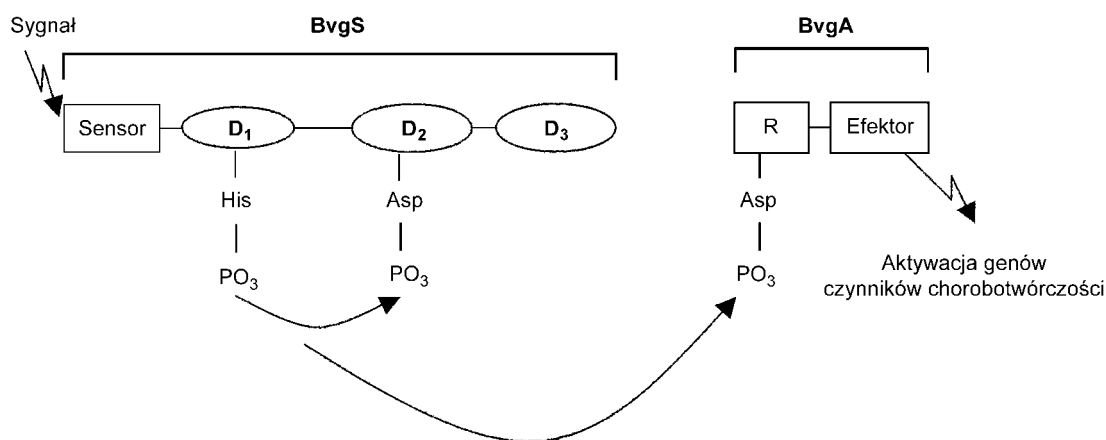 Sygnał
BvgS
BvgA
Sensor
D1
D2
D3
R
Efektor
His
Asp
Asp
PO3
PO3
PO3
Aktywacja genów
czynników chorobotwórczości